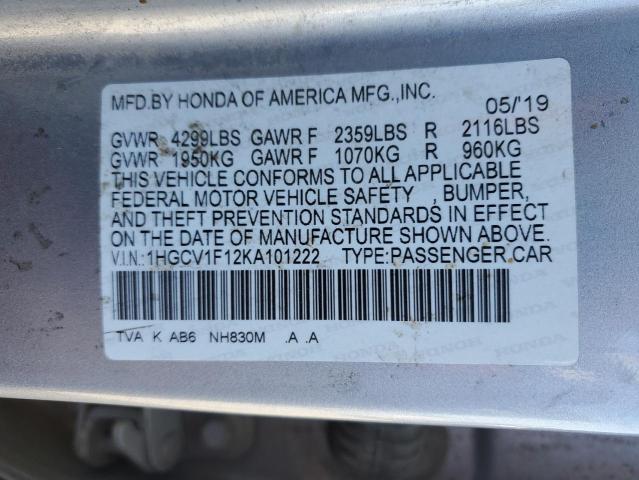 MFD.BY HONDA OF AMERICA MFG.,INC. 05/'19
GVWR 4299LBS GAWR F 2359LBS R 2116LBS
GVWR 1950KG GAWR F 1070KG R 960KG
THIS VEHICLE CONFORMS TO ALL APPLICABLE
FEDERAL MOTOR VEHICLE SAFETY , BUMPER,
AND THEFT PREVENTION STANDARDS IN EFFECT
ON THE DATE OF MANUFACTURE SHOWN ABOVE.
V.I.N.:1HGCV1F12KA101222 TYPE:PASSENGER CAR
TVA K AB6 NH830M .A .A